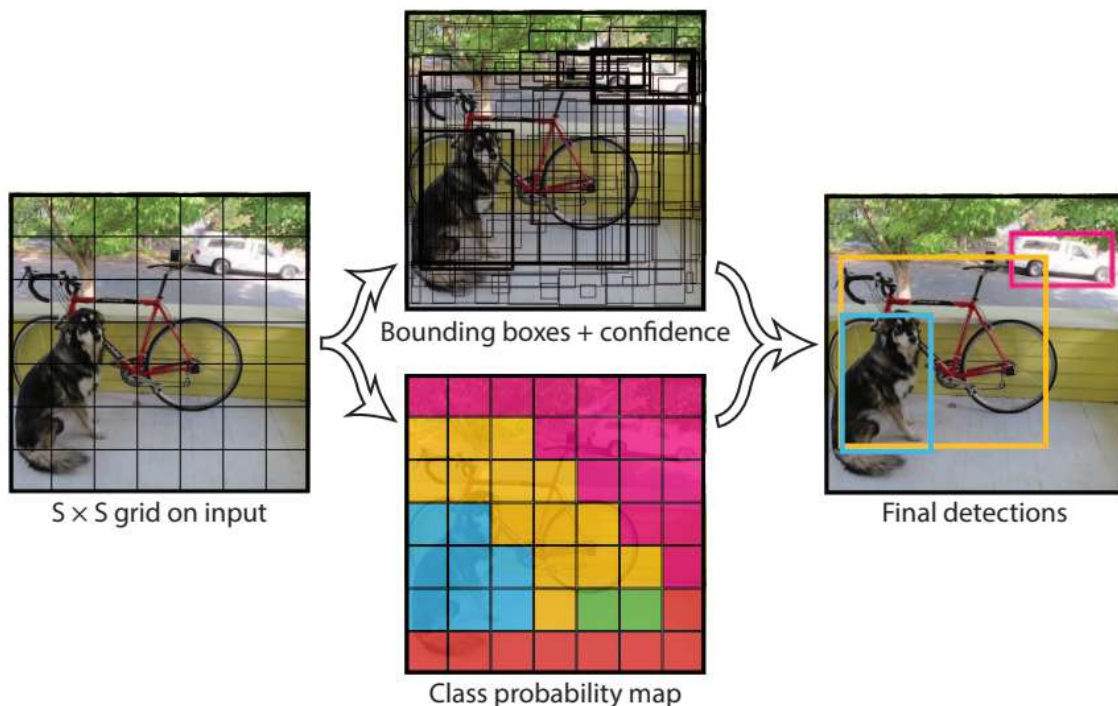 Bounding boxes + confidence
S × S grid on input
Final detections
Class probability map